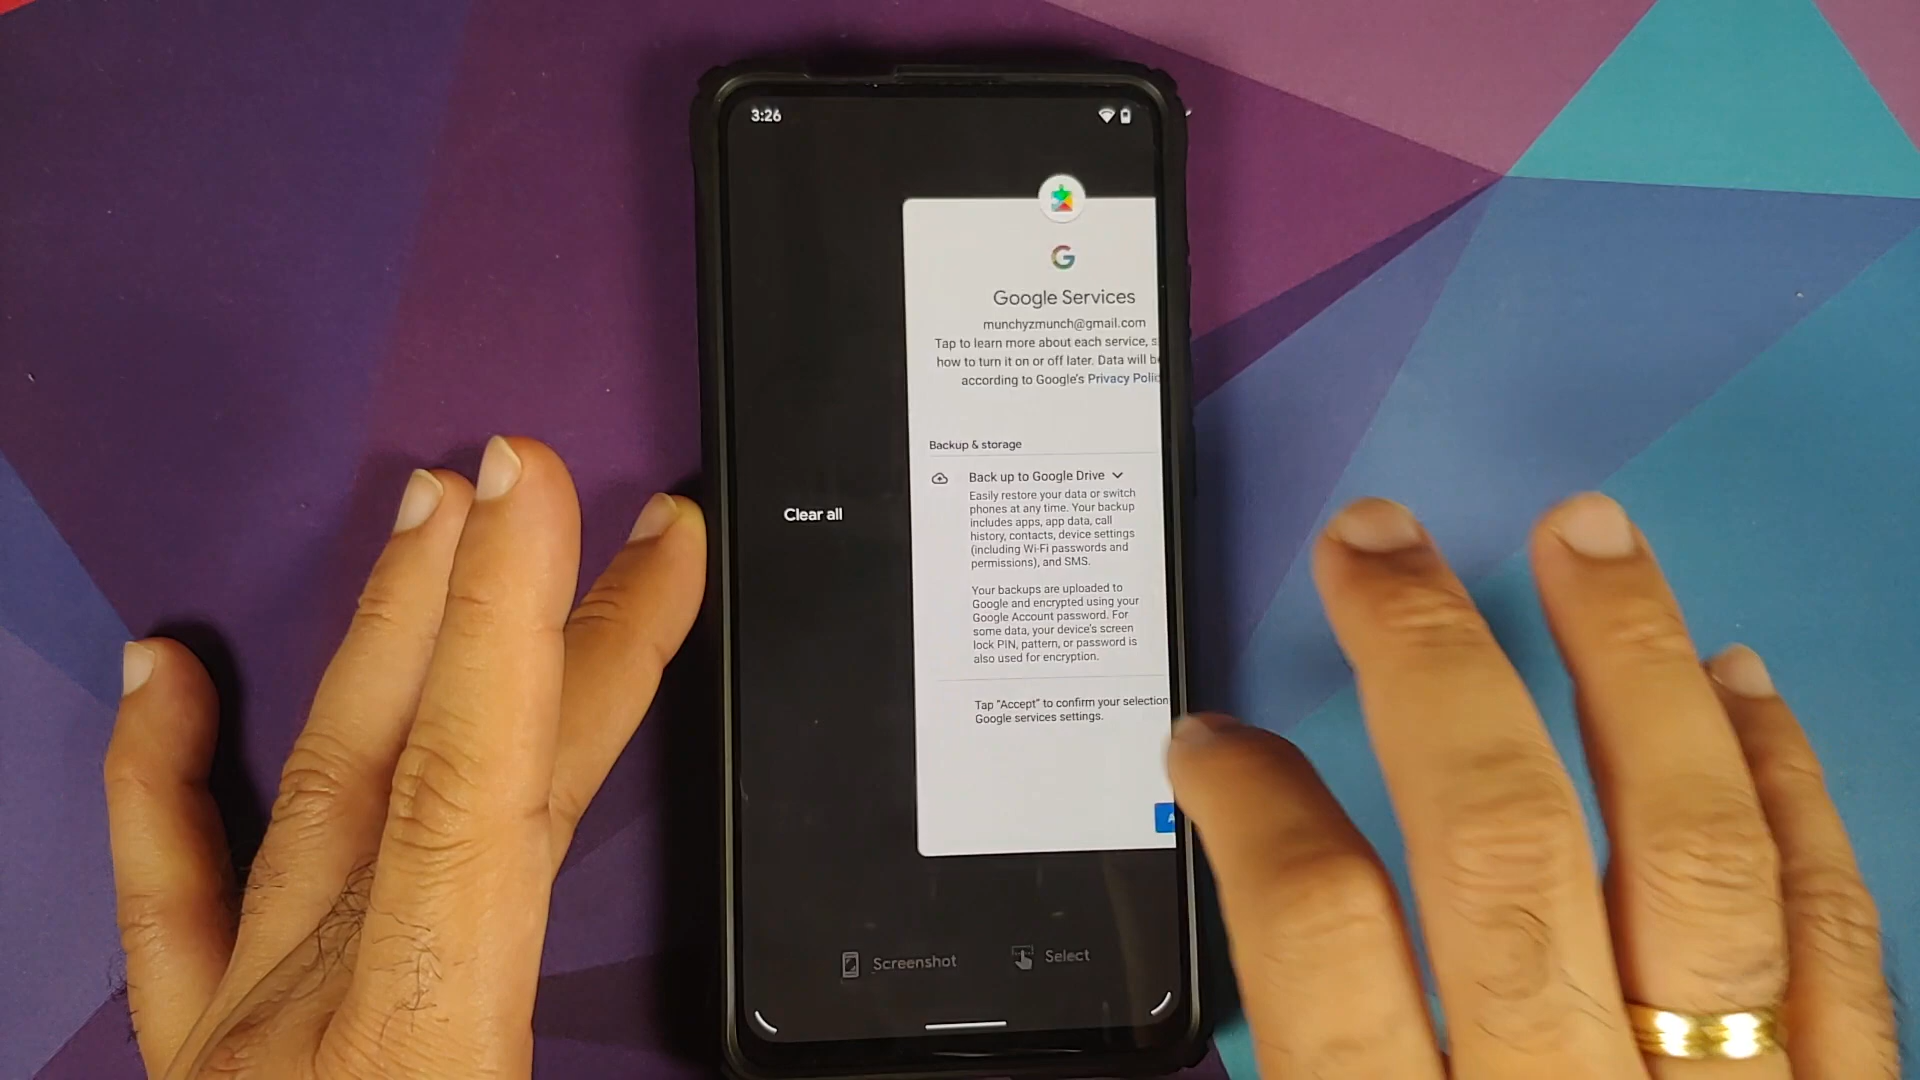 3:26
G
Google Services
munchyzmunch@gmail.com
Tap to learn more about each service, s
how to turn it on or off later. Data will b
according to Google's Privacy Polic
Backup & storage
Back up to Google Drive
Easily restore your data or switch
phones at any time. Your backup
includes apps, app data, call
history, contacts, device settings
(including Wi-Fi passwords and
permissions), and SMS.
Your backups are uploaded to
Google and encrypted using your
Google Account password. For
some data, your device's screen
lock PIN, pattern, or password is
also used for encryption.
Tap "Accept" to confirm your selection
Google services settings.
A
Clear all
Screenshot
Select